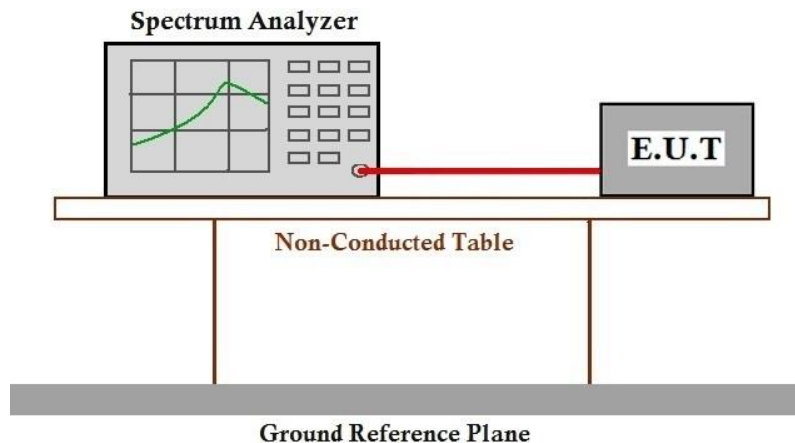 Spectrum Analyzer
E.U.T
Non-Conducted Table
Ground Reference Plane